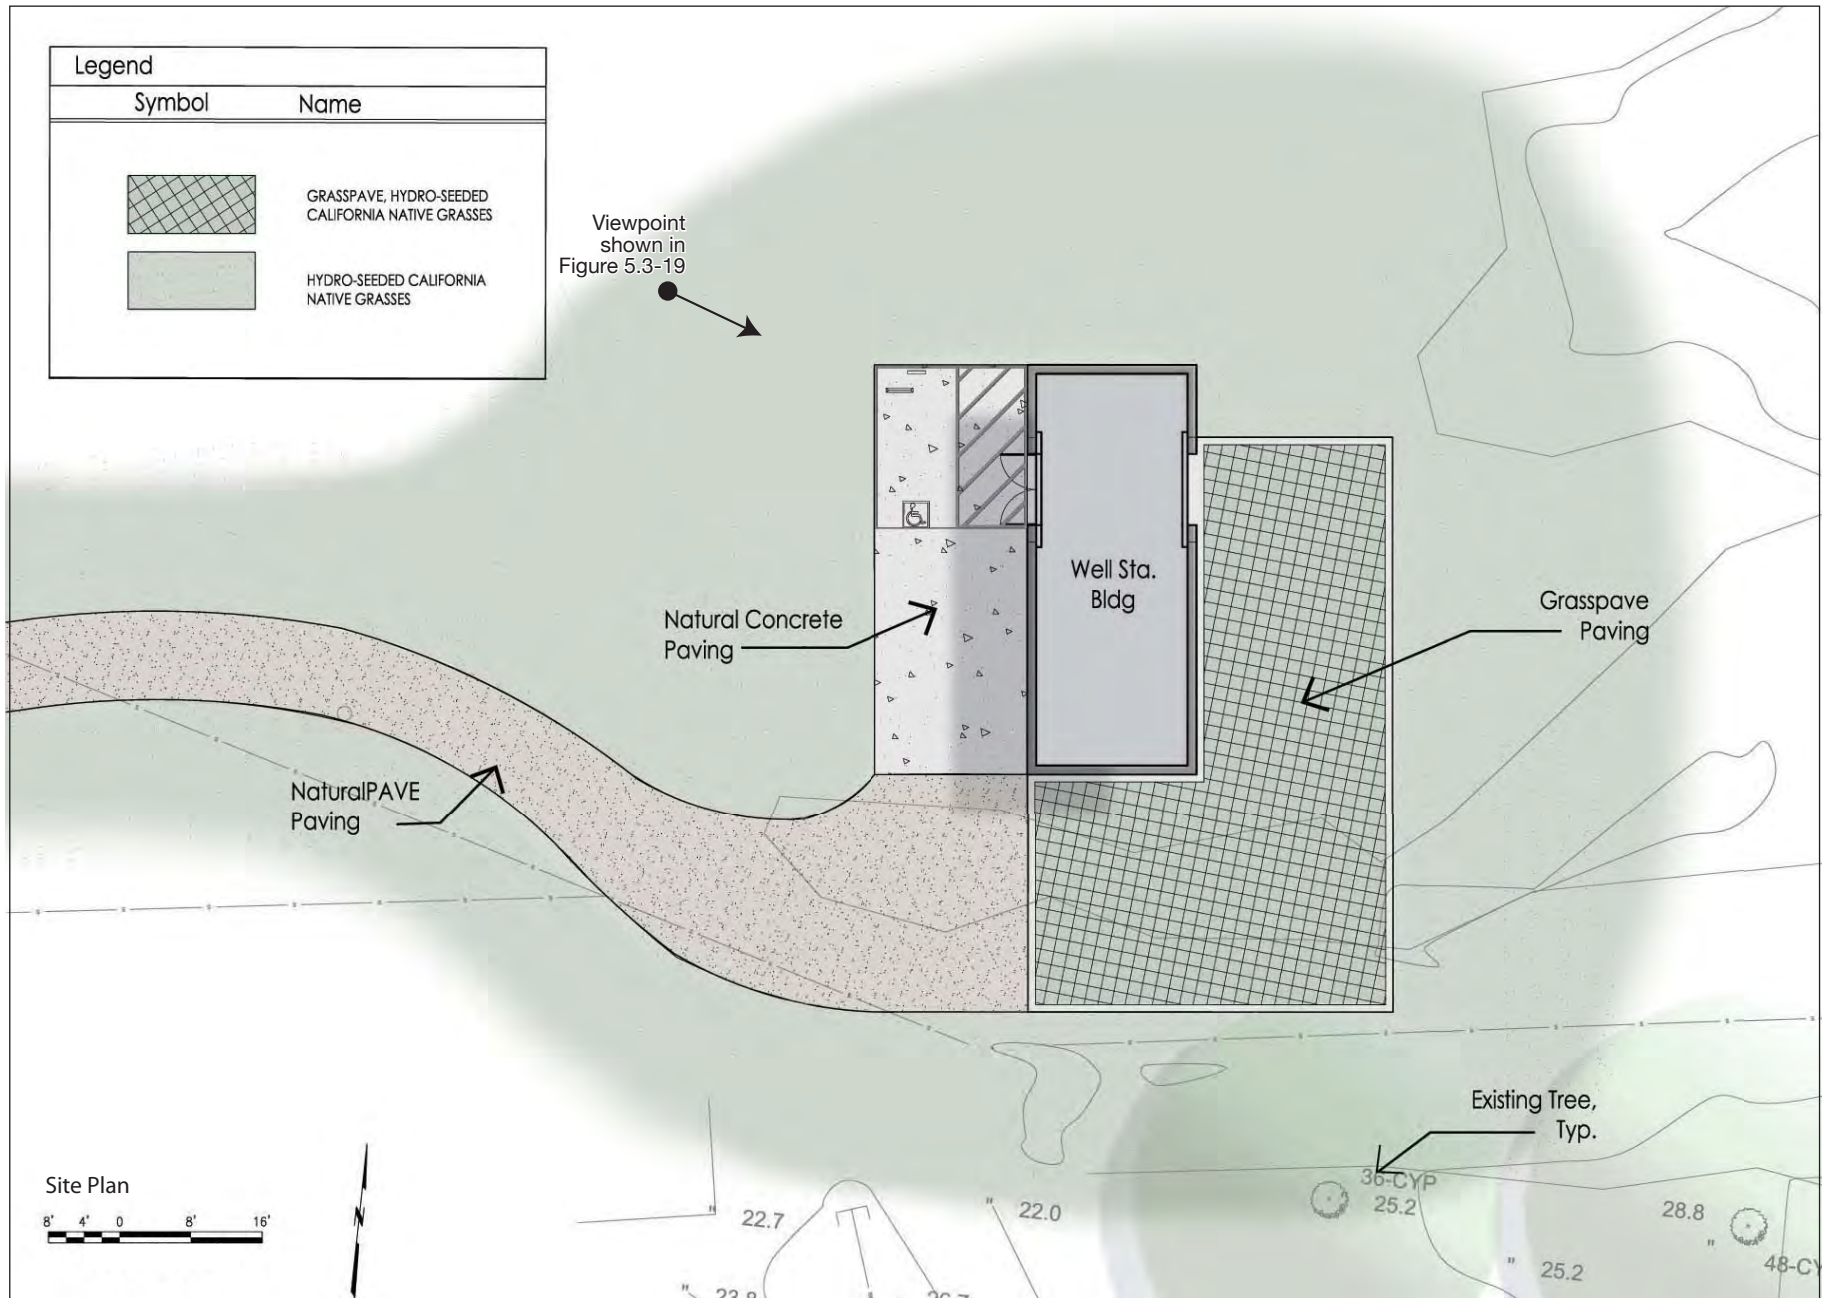 Legend
Symbol Name
GRASSPAVE, HYDRO-SEEDED
CALIFORNIA NATIVE GRASSES
HYDRO-SEEDED CALIFORNIA
NATIVE GRASSES
Viewpoint
shown in
Figure 5.3-19
Well Sta.
Bldg
Natural Concrete
Paving
Grasspave
Paving
NaturalPAVE
Paving
Existing Tree,
Typ.
36-CYP
25.2
28.8
22.7
22.0
25.2
Site Plan
8' 4' 0 8' 16'
N